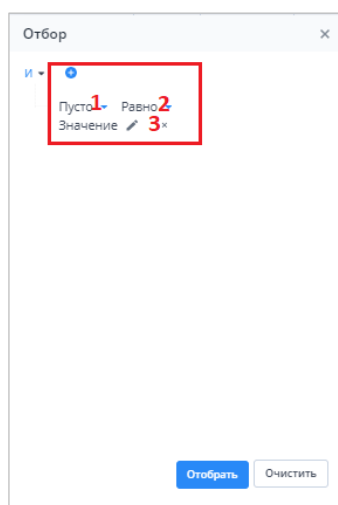 Отбор ×
И
Пусто 1 Равно 2
Значение 3 ×
Отобрать Очистить